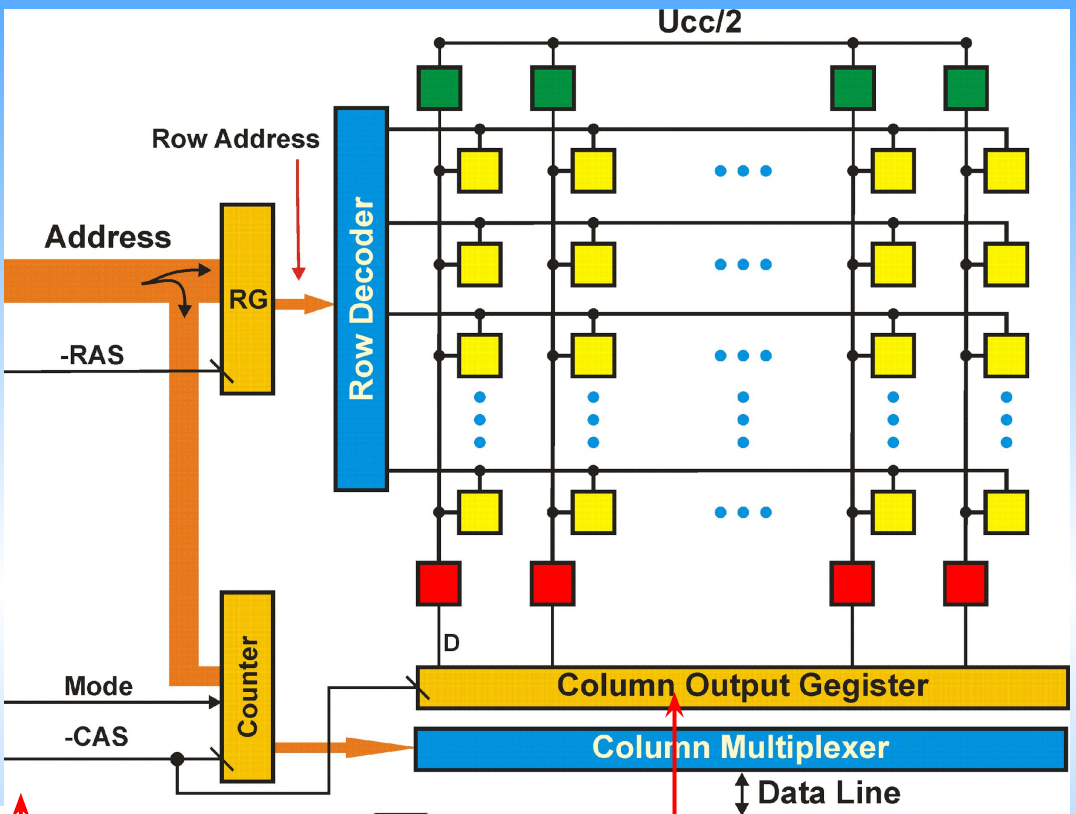 Ucc/2
Row Address
Address
RG
Row Decoder
-RAS
D
Counter
Mode
Column Output Gegister
-CAS
Column Multiplexer
Data Line